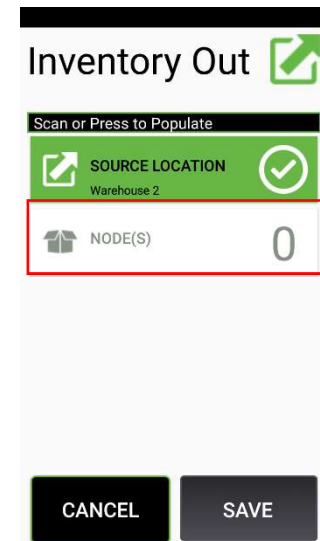 Inventory Out
Scan or Press to Populate
SOURCE LOCATION
Warehouse 2
NODE(S)
0
CANCEL
SAVE